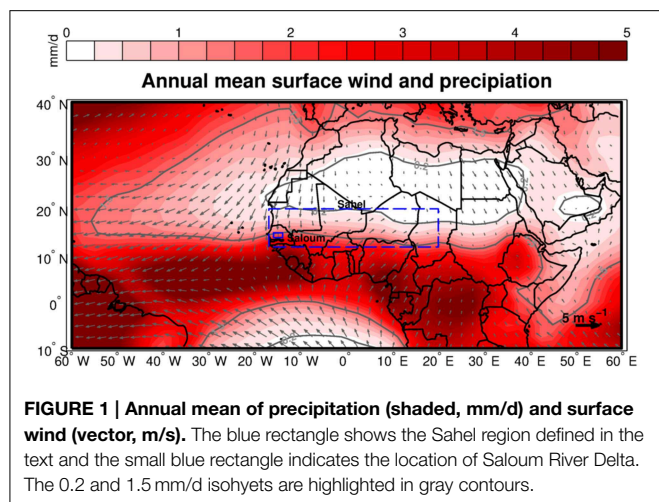 0 1 2 3 4 5
mm/d
Annual mean surface wind and precipiation
40° N
30° N
20° N
10° N
0°
10° S
Sahel
Saloum
0.2
5 m s⁻¹
60° W 50° W 40° W 30° W 20° W 10° W 0° 10° E 20° E 30° E 40° E 50° E 60° E
FIGURE 1 | Annual mean of precipitation (shaded, mm/d) and surface
wind (vector, m/s). The blue rectangle shows the Sahel region defined in the
text and the small blue rectangle indicates the location of Saloum River Delta.
The 0.2 and 1.5 mm/d isohyets are highlighted in gray contours.